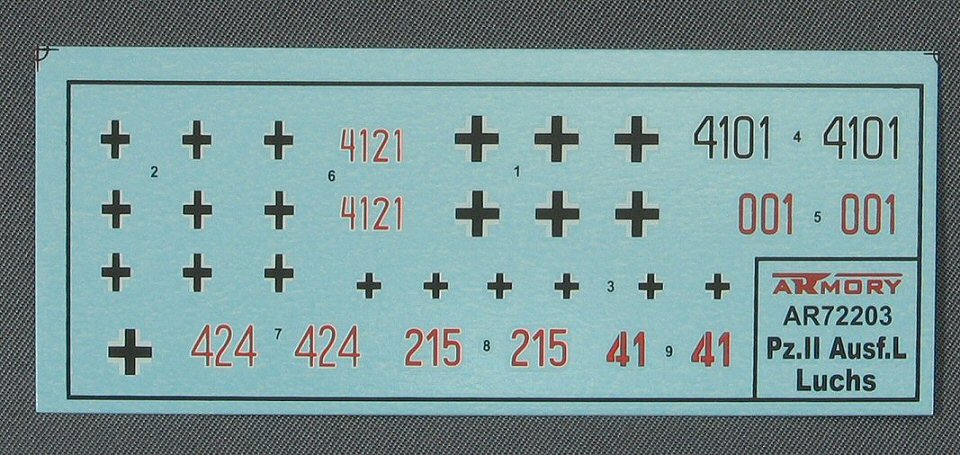 4121 4101 4 4101
2 6 1
4121 001 5 001
3
ARMORY
AR72203
424 7 424 215 8 215 41 9 41
Pz.II Ausf.L
Luchs